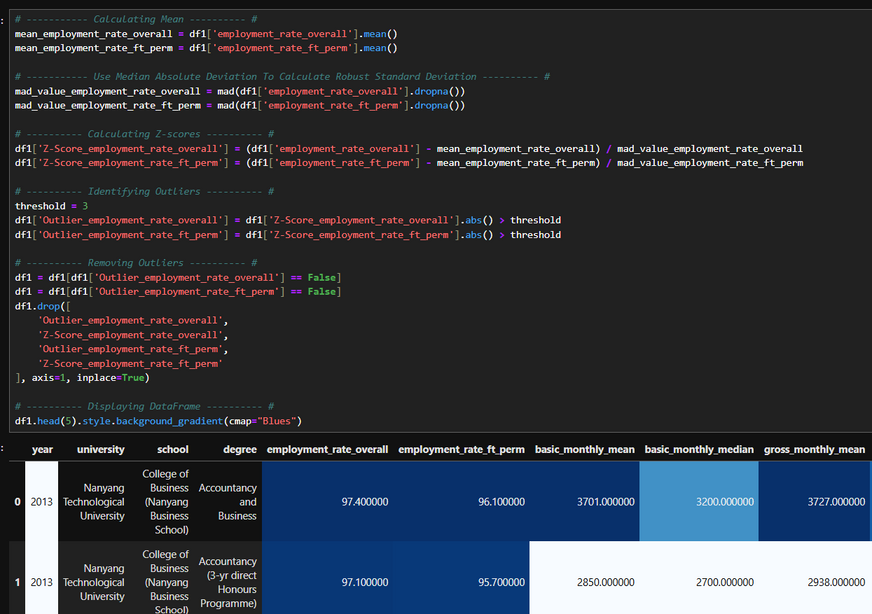 # ----------- Calculating Mean ---------- #
mean_employment_rate_overall = df1['employment_rate_overall'].mean()
mean_employment_rate_ft_perm = df1['employment_rate_ft_perm'].mean()
# ----------- Use Median Absolute Deviation To Calculate Robust Standard Deviation ---------- #
mad_value_employment_rate_overall = mad(df1['employment_rate_overall'].dropna())
mad_value_employment_rate_ft_perm = mad(df1['employment_rate_ft_perm'].dropna())
# ---------- Calculating Z-scores ---------- #
df1['Z-Score_employment_rate_overall'] = (df1['employment_rate_overall'] - mean_employment_rate_overall) / mad_value_employment_rate_overall
df1['Z-Score_employment_rate_ft_perm'] = (df1['employment_rate_ft_perm'] - mean_employment_rate_ft_perm) / mad_value_employment_rate_ft_perm
# ---------- Identifying Outliers ---------- #
threshold = 3
df1['Outlier_employment_rate_overall'] = df1['Z-Score_employment_rate_overall'].abs() > threshold
df1['Outlier_employment_rate_ft_perm'] = df1['Z-Score_employment_rate_ft_perm'].abs() > threshold
# ---------- Removing Outliers ---------- #
df1 = df1[df1['Outlier_employment_rate_overall'] == False]
df1 = df1[df1['Outlier_employment_rate_ft_perm'] == False]
df1.drop([
'Outlier_employment_rate_overall',
'Z-Score_employment_rate_overall',
'Outlier_employment_rate_ft_perm',
'Z-Score_employment_rate_ft_perm'
], axis=1, inplace=True)
# ---------- Displaying DataFrame ---------- #
df1.head(5).style.background_gradient(cmap="Blues")
year university school degree employment_rate_overall employment_rate_ft_perm basic_monthly_mean basic_monthly_median gross_monthly_mean
College of
Nanyang Business Accountancy
0 2013 Technological (Nanyang and 97.400000 96.100000 3701.000000 3200.000000 3727.000000
University Business Business
School)
College of
Nanyang Business Accountancy
1 2013 Technological (Nanyang (3-yr direct 97.100000 95.700000 2850.000000 2700.000000 2938.000000
University Business Honours
School) Programme)